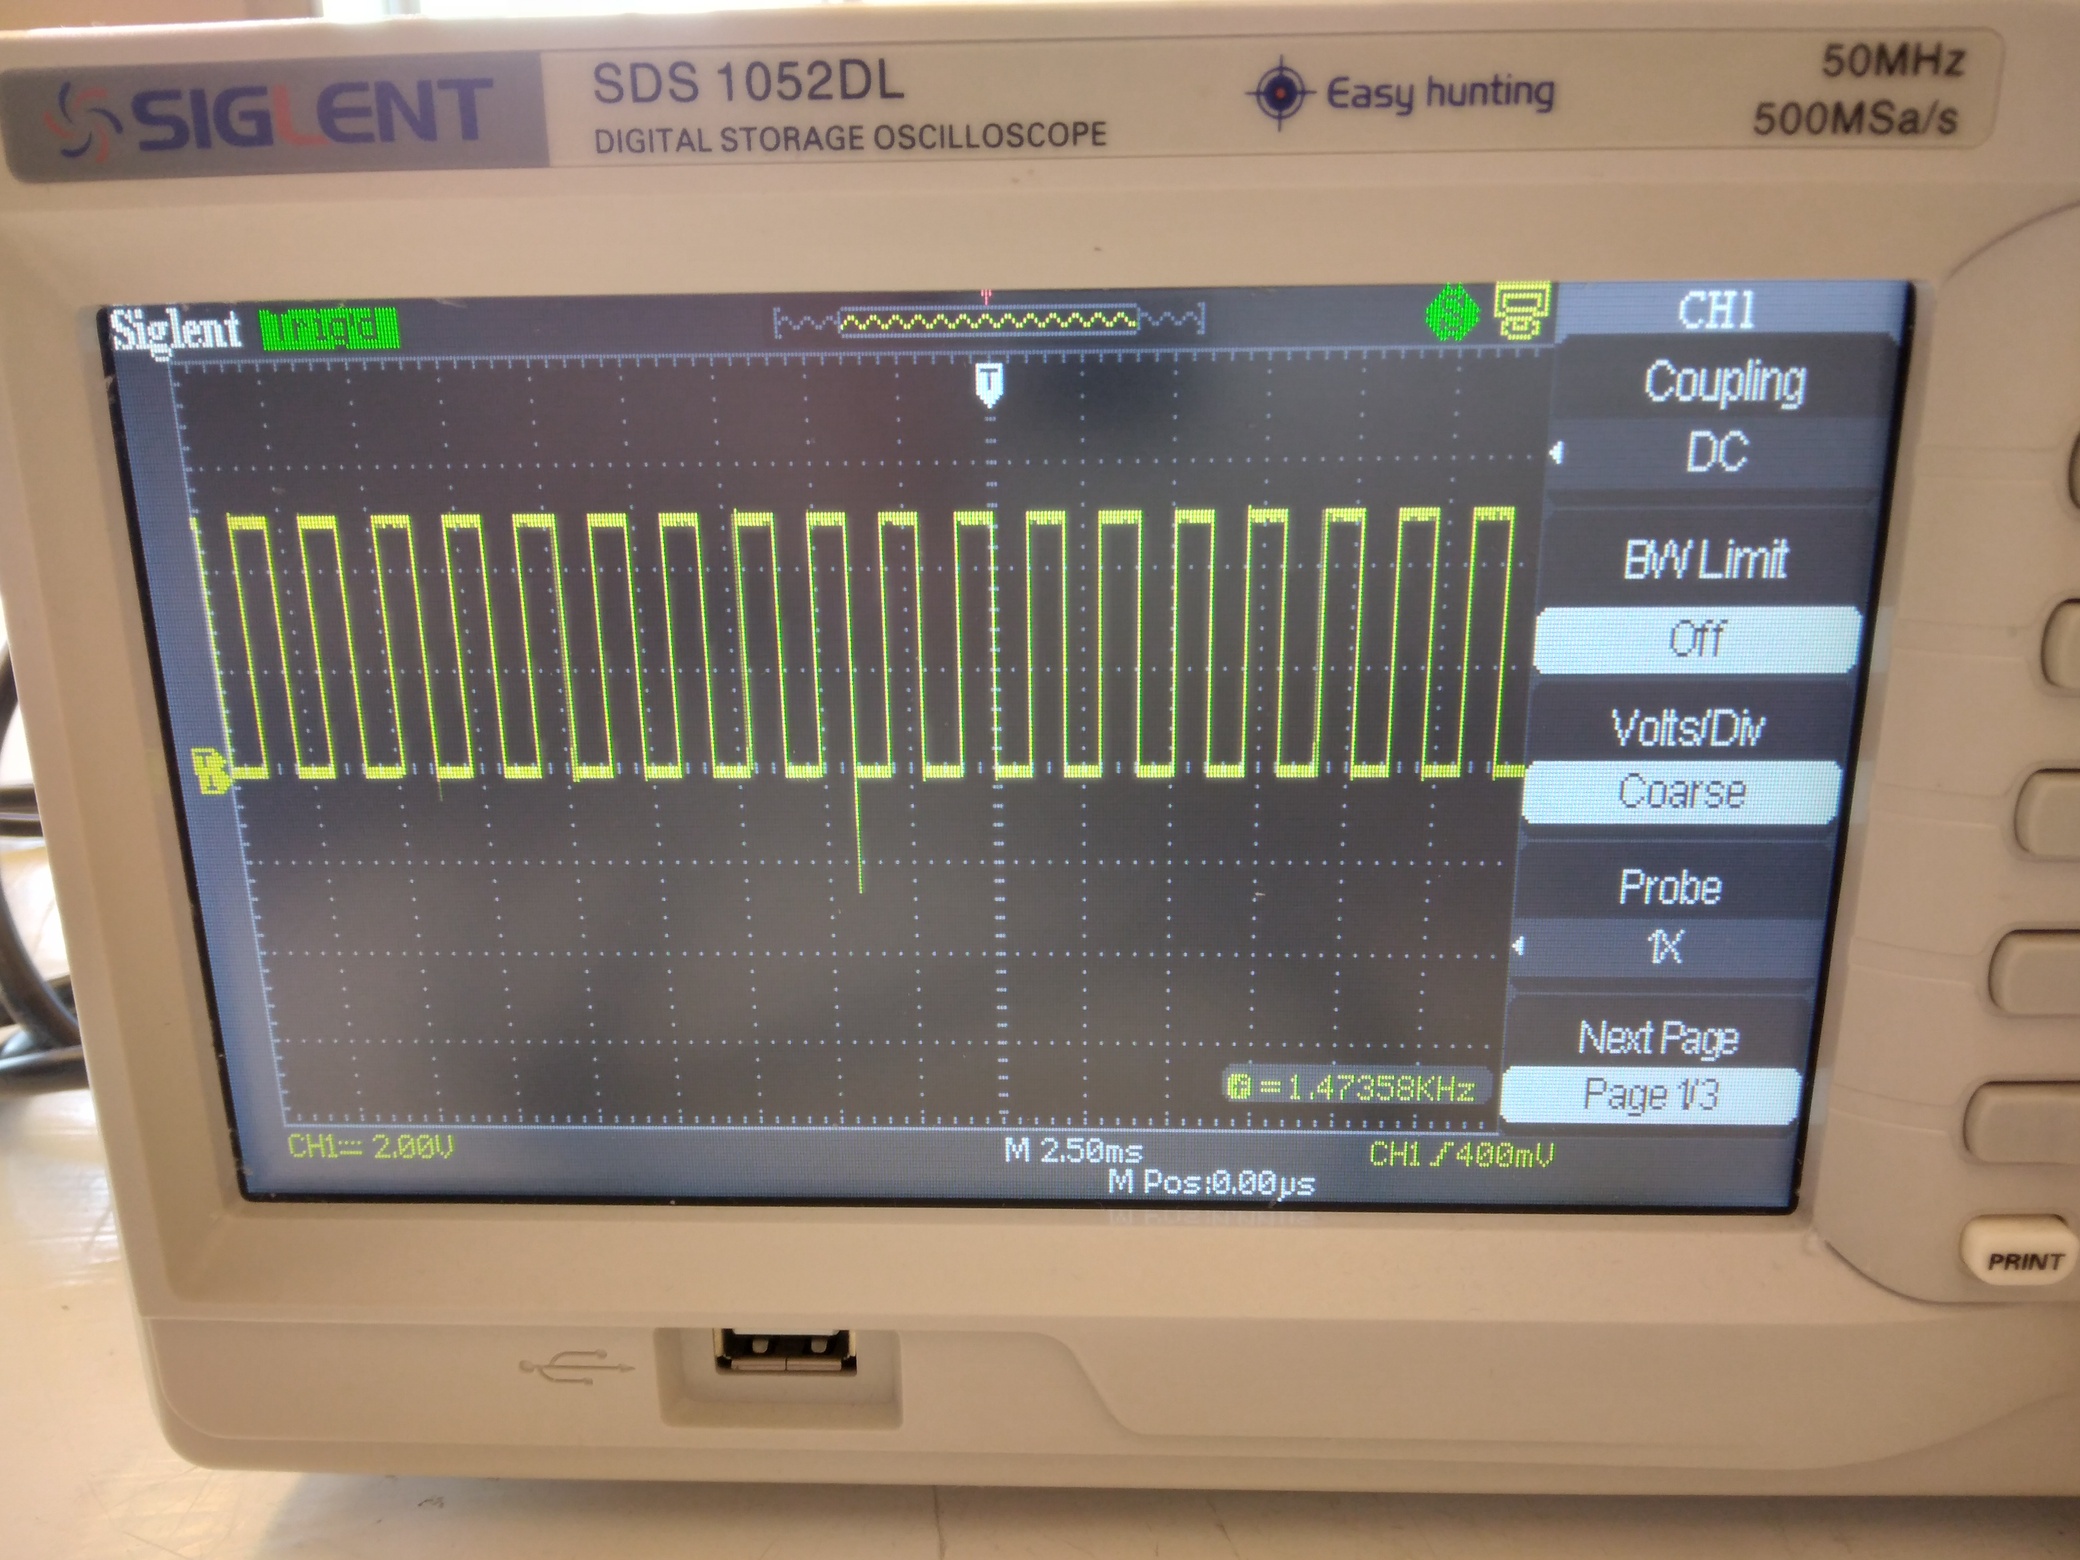 SIGLENT
SDS 1052DL
DIGITAL STORAGE OSCILLOSCOPE
Easy hunting
50MHz
500MSa/s
Siglent
Trig'd
T
S
CH1
Coupling
DC
BW Limit
Off
Volts/Div
Coarse
Probe
1X
Next Page
Page 1/3
=1.47358KHz
CH1 2.00V
M 2.50ms
CH1 400mV
M Pos:0.00µs
PRINT